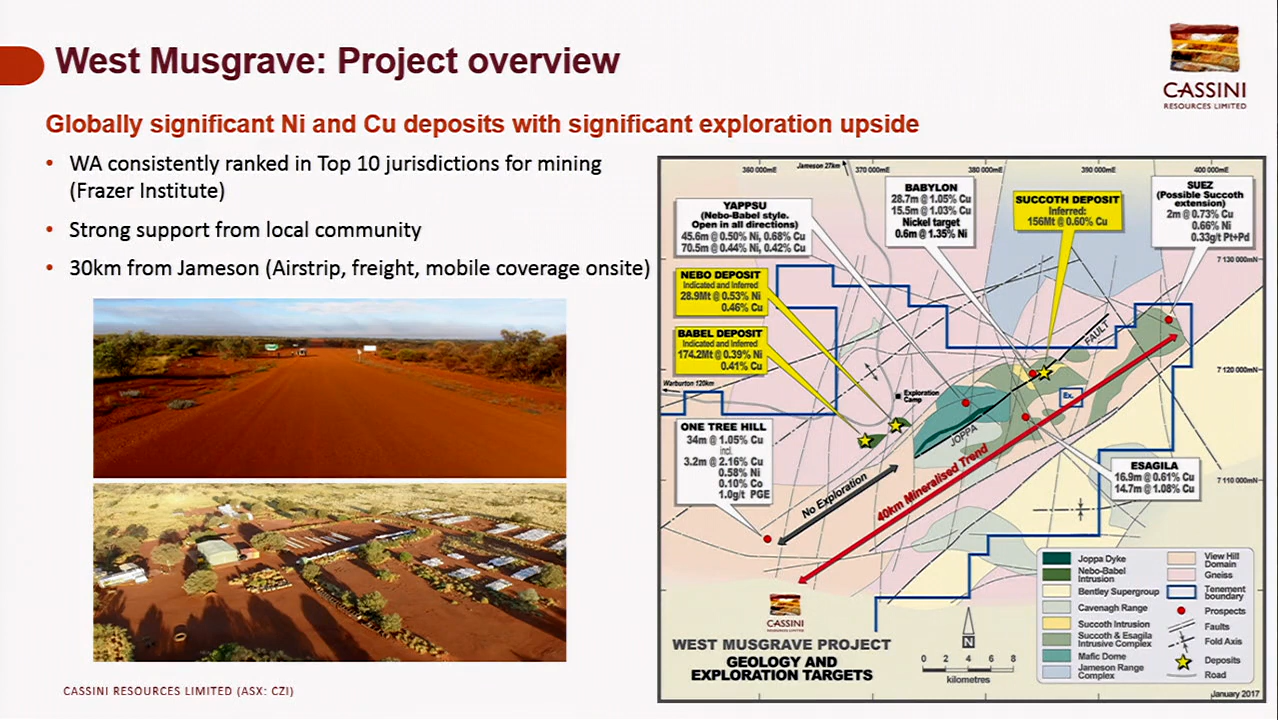 West Musgrave: Project overview
CASSINI
RESOURCES LIMITED
Globally significant Ni and Cu deposits with significant exploration upside
• WA consistently ranked in Top 10 jurisdictions for mining
(Frazer Institute)
• Strong support from local community
• 30km from Jameson (Airstrip, freight, mobile coverage onsite)
Jameson 27km
360 000mE
370 000mE
380 000mE
390 000mE
400 000mE
YAPPSU
(Nebo-Babel style.
Open in all directions)
45.6m @ 0.50% Ni, 0.68% Cu
70.5m @ 0.44% Ni, 0.42% Cu
BABYLON
28.7m @ 1.05% Cu
15.5m @ 1.03% Cu
Nickel target
0.6m @ 1.35% Ni
SUCCOTH DEPOSIT
Inferred:
156Mt @ 0.60% Cu
SUEZ
(Possible Succoth
extension)
2m @ 0.73% Cu
0.66% Ni
0.33g/t Pt+Pd
7 130 000mN
NEBO DEPOSIT
Indicated and Inferred
28.9Mt @ 0.53% Ni
0.46% Cu
BABEL DEPOSIT
Indicated and Inferred
174.2Mt @ 0.39% Ni
0.41% Cu
FAULT
7 120 000mN
Warburton 120km
Exploration
Camp
Ex.
ONE TREE HILL
34m @ 1.05% Cu
incl.
3.2m @ 2.16% Cu
0.58% Ni
0.10% Co
1.0g/t PGE
JOPPA
No Exploration
40km Mineralised Trend
ESAGILA
16.9m @ 0.61% Cu
14.7m @ 1.08% Cu
7 110 000mN
Joppa Dyke
Nebo-Babel
Intrusion
Bentley Supergroup
Cavenagh Range
Succoth Intrusion
Succoth & Esagila
Intrusive Complex
Mafic Dome
Jameson Range
Complex
View Hill
Domain
Gneiss
Tenement
boundary
Prospects
Faults
Fold Axis
Deposits
Road
CASSINI
RESOURCES LIMITED
WEST MUSGRAVE PROJECT
GEOLOGY AND
EXPLORATION TARGETS
N
0 2 4 6 8
kilometres
January 2017
CASSINI RESOURCES LIMITED (ASX: CZI)